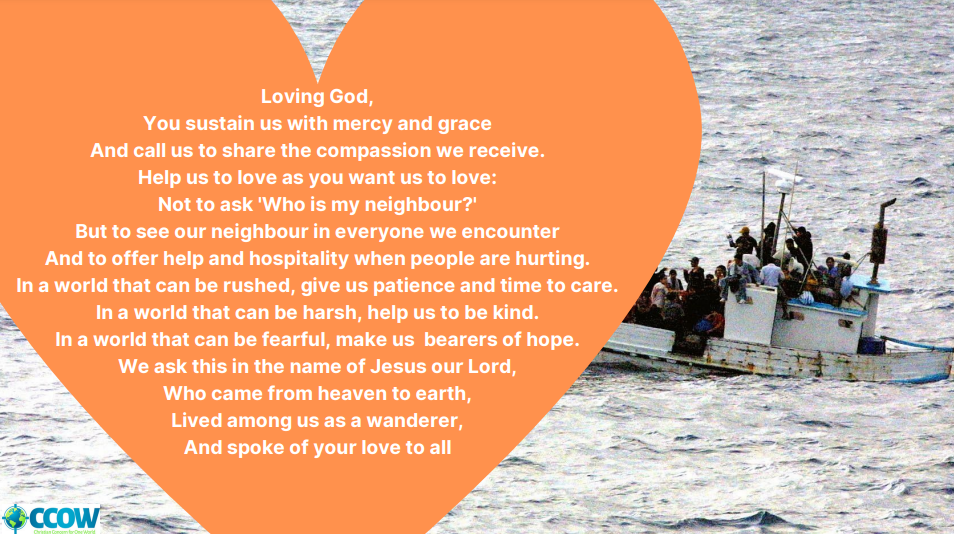 Loving God,
You sustain us with mercy and grace
And call us to share the compassion we receive.
Help us to love as you want us to love:
Not to ask 'Who is my neighbour?'
But to see our neighbour in everyone we encounter
And to offer help and hospitality when people are hurting.
In a world that can be rushed, give us patience and time to care.
In a world that can be harsh, help us to be kind.
In a world that can be fearful, make us  bearers of hope.
We ask this in the name of Jesus our Lord,
Who came from heaven to earth,
Lived among us as a wanderer,
And spoke of your love to all
CCOW
Christian Concern for One World